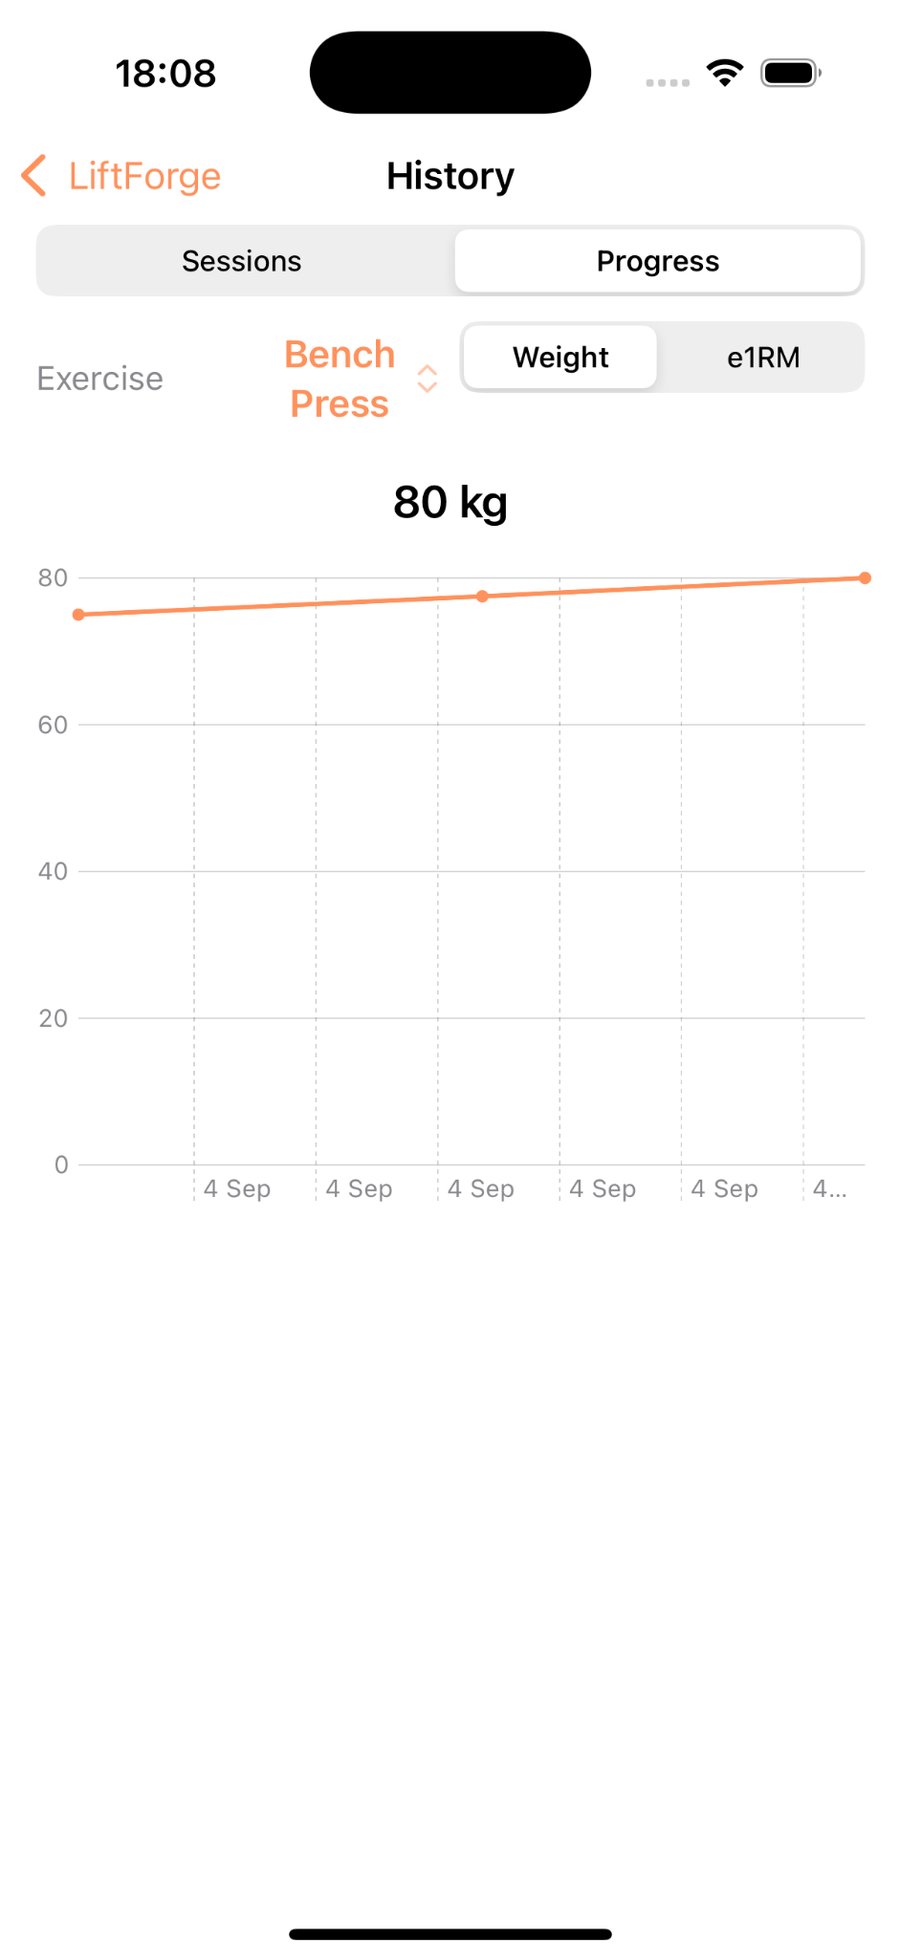 18:08
LiftForge
History
Sessions
Progress
Exercise
Bench
Press
Weight
e1RM
80 kg
80
60
40
20
0
4 Sep
4 Sep
4 Sep
4 Sep
4 Sep
4...